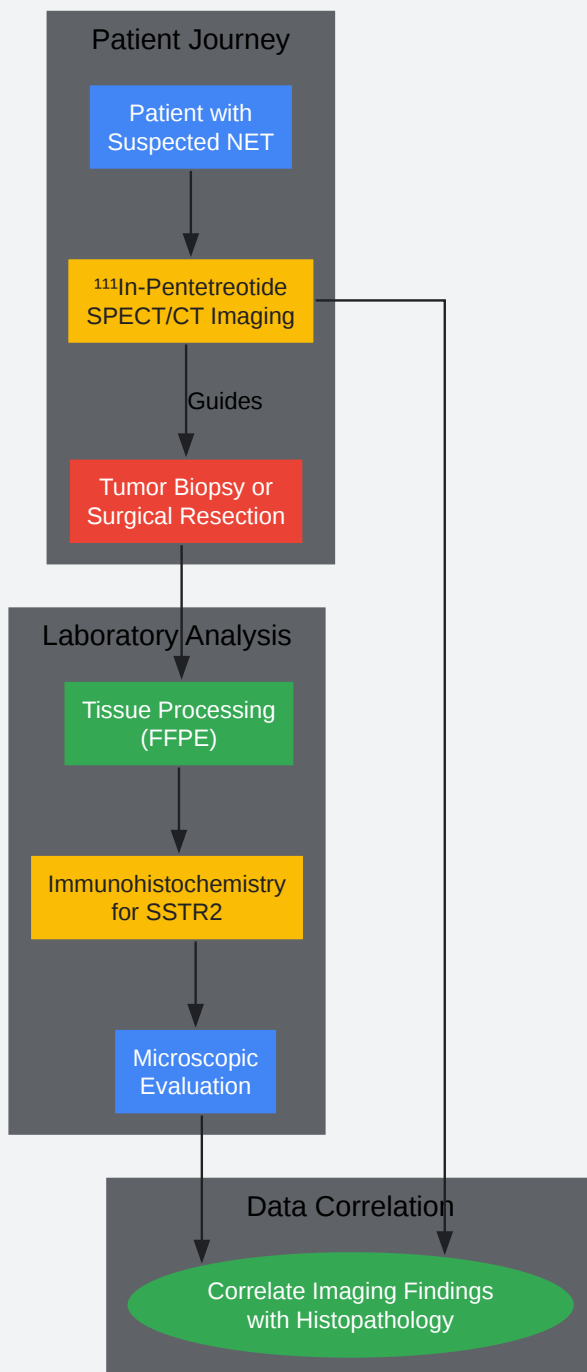 Patient Journey
Patient with
Suspected NET
¹¹¹In-Pentetreotide
SPECT/CT Imaging
Guides
Tumor Biopsy or
Surgical Resection
Laboratory Analysis
Tissue Processing
(FFPE)
Immunohistochemistry
for SSTR2
Microscopic
Evaluation
Data Correlation
Correlate Imaging Findings
with Histopathology